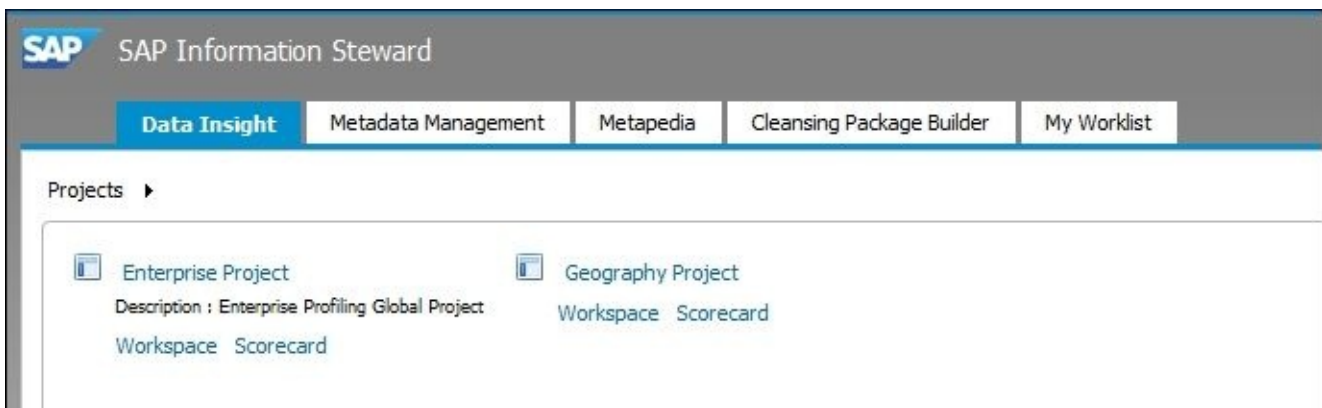 SAP SAP Information Steward
Data Insight Metadata Management Metapedia Cleansing Package Builder My Worklist
Projects
Enterprise Project Geography Project
Description : Enterprise Profiling Global Project
Workspace Scorecard
Workspace Scorecard